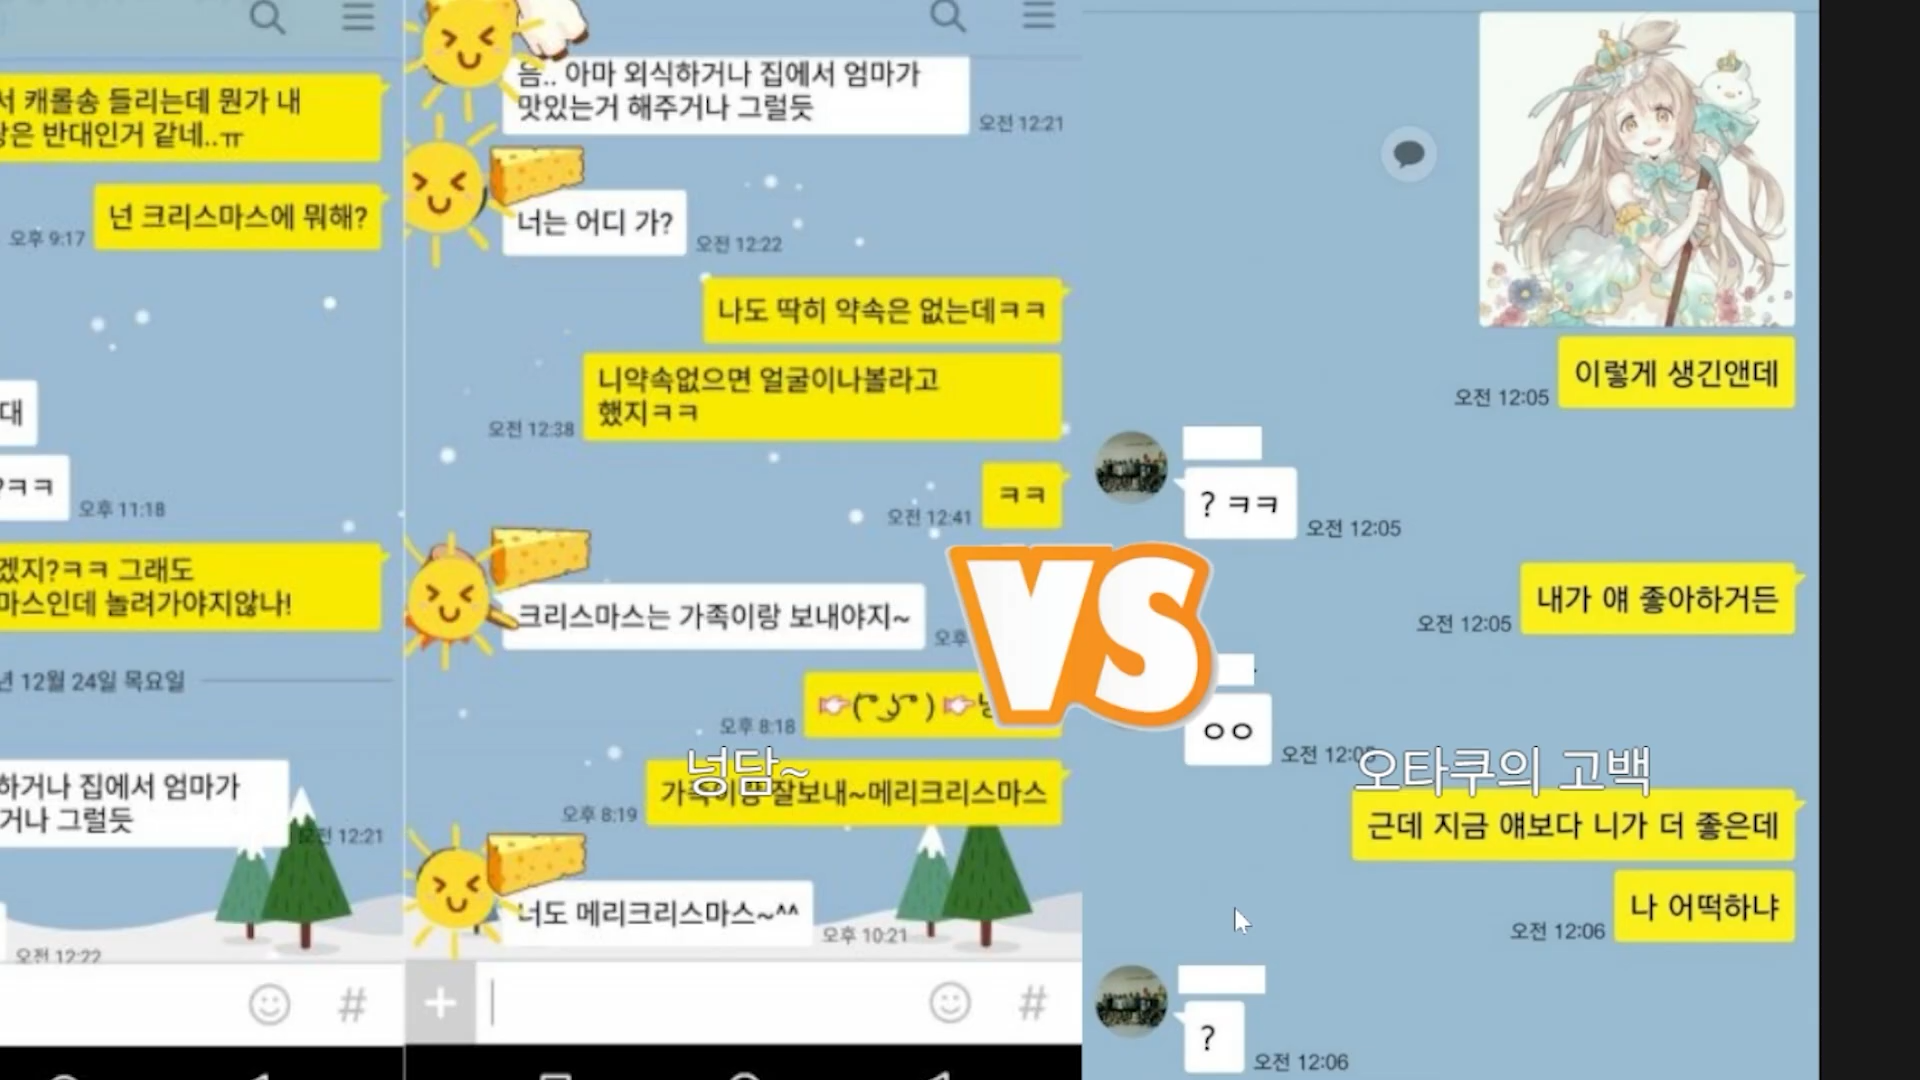 서 캐롤송 들리는데 뭔가 내
은 반대인거 같네..ㅠ
오후 9:17
넌 크리스마스에 뭐해?
대
?ㅋㅋ
오후 11:18
겠지?ㅋㅋ 그래도
마스인데 놀려가야지않나!
년 12월 24일 목요일
하거나 집에서 엄마가
거나 그럴듯
오전 12:21
오전 12:22
음.. 아마 외식하거나 집에서 엄마가
맛있는거 해주거나 그럴듯
오전 12:21
너는 어디 가?
오전 12:22
나도 딱히 약속은 없는데ㅋㅋ
니약속없으면 얼굴이나볼라고
했지ㅋㅋ
오전 12:38
ㅋㅋ
오전 12:41
크리스마스는 가족이랑 보내야지~
오후
오후 8:18
👉( ͡° ͜ʖ ͡° )👉넝
넝담~
가족이랑 잘보내~메리크리스마스
오후 8:19
너도 메리크리스마스~^^
오후 10:21
#
#
VS
이렇게 생긴앤데
오전 12:05
? ㅋㅋ
오전 12:05
내가 얘 좋아하거든
오전 12:05
ㅇㅇ
오전 12:0
오타쿠의 고백
근데 지금 얘보다 니가 더 좋은데
나 어떡하냐
오전 12:06
?
오전 12:06